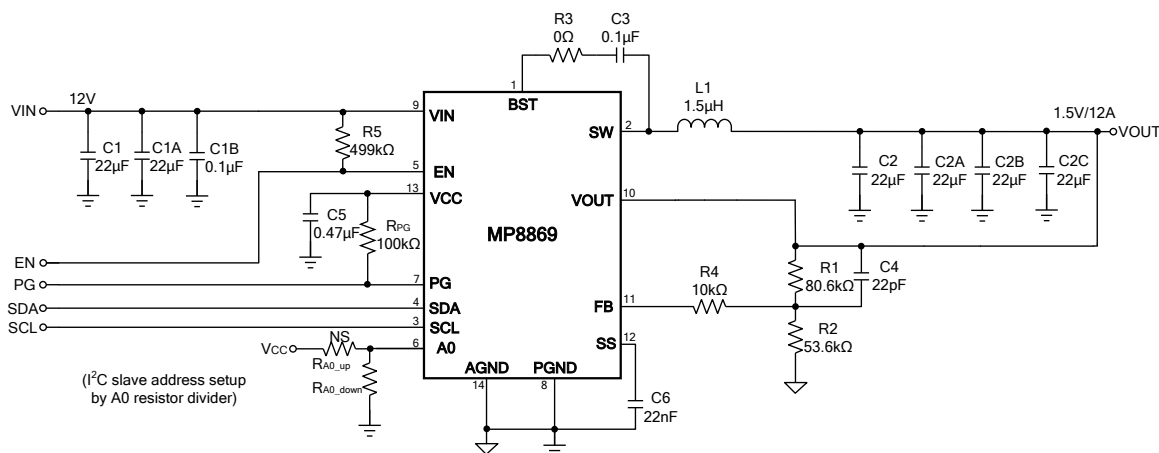 R3
0Ω
C3
0.1µF
1
BST
L1
1.5µH
VIN
12V
9
VIN
SW
2
1.5V/12A
VOUT
C1
22µF
C1A
22µF
C1B
0.1µF
R5
499kΩ
5
EN
C2
22µF
C2A
22µF
C2B
22µF
C2C
22µF
13
VCC
VOUT
10
C5
0.47µF
RPG
100kΩ
MP8869
EN
PG
7
PG
R4
10kΩ
R1
80.6kΩ
C4
22pF
SDA
4
SDA
FB
11
SCL
3
SCL
R2
53.6kΩ
VCC
NS
6
A0
SS
12
RA0_up
RA0_down
AGND
PGND
14
8
C6
22nF
(I²C slave address setup
by A0 resistor divider)